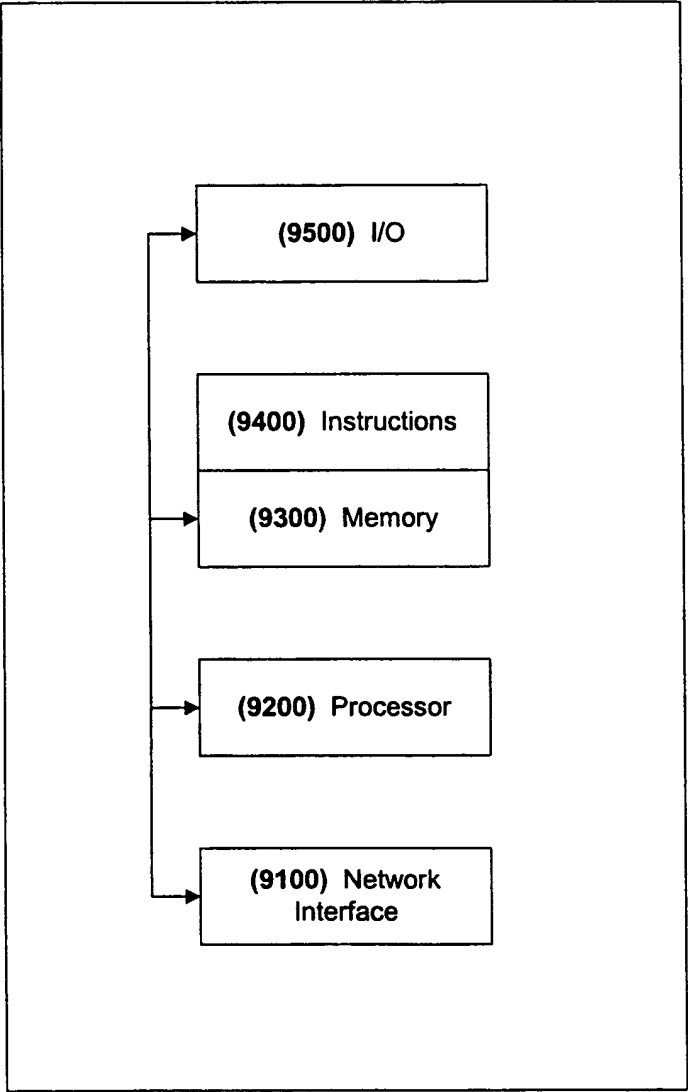 (9500) I/O
(9400) Instructions
(9300) Memory
(9200) Processor
(9100) Network
Interface